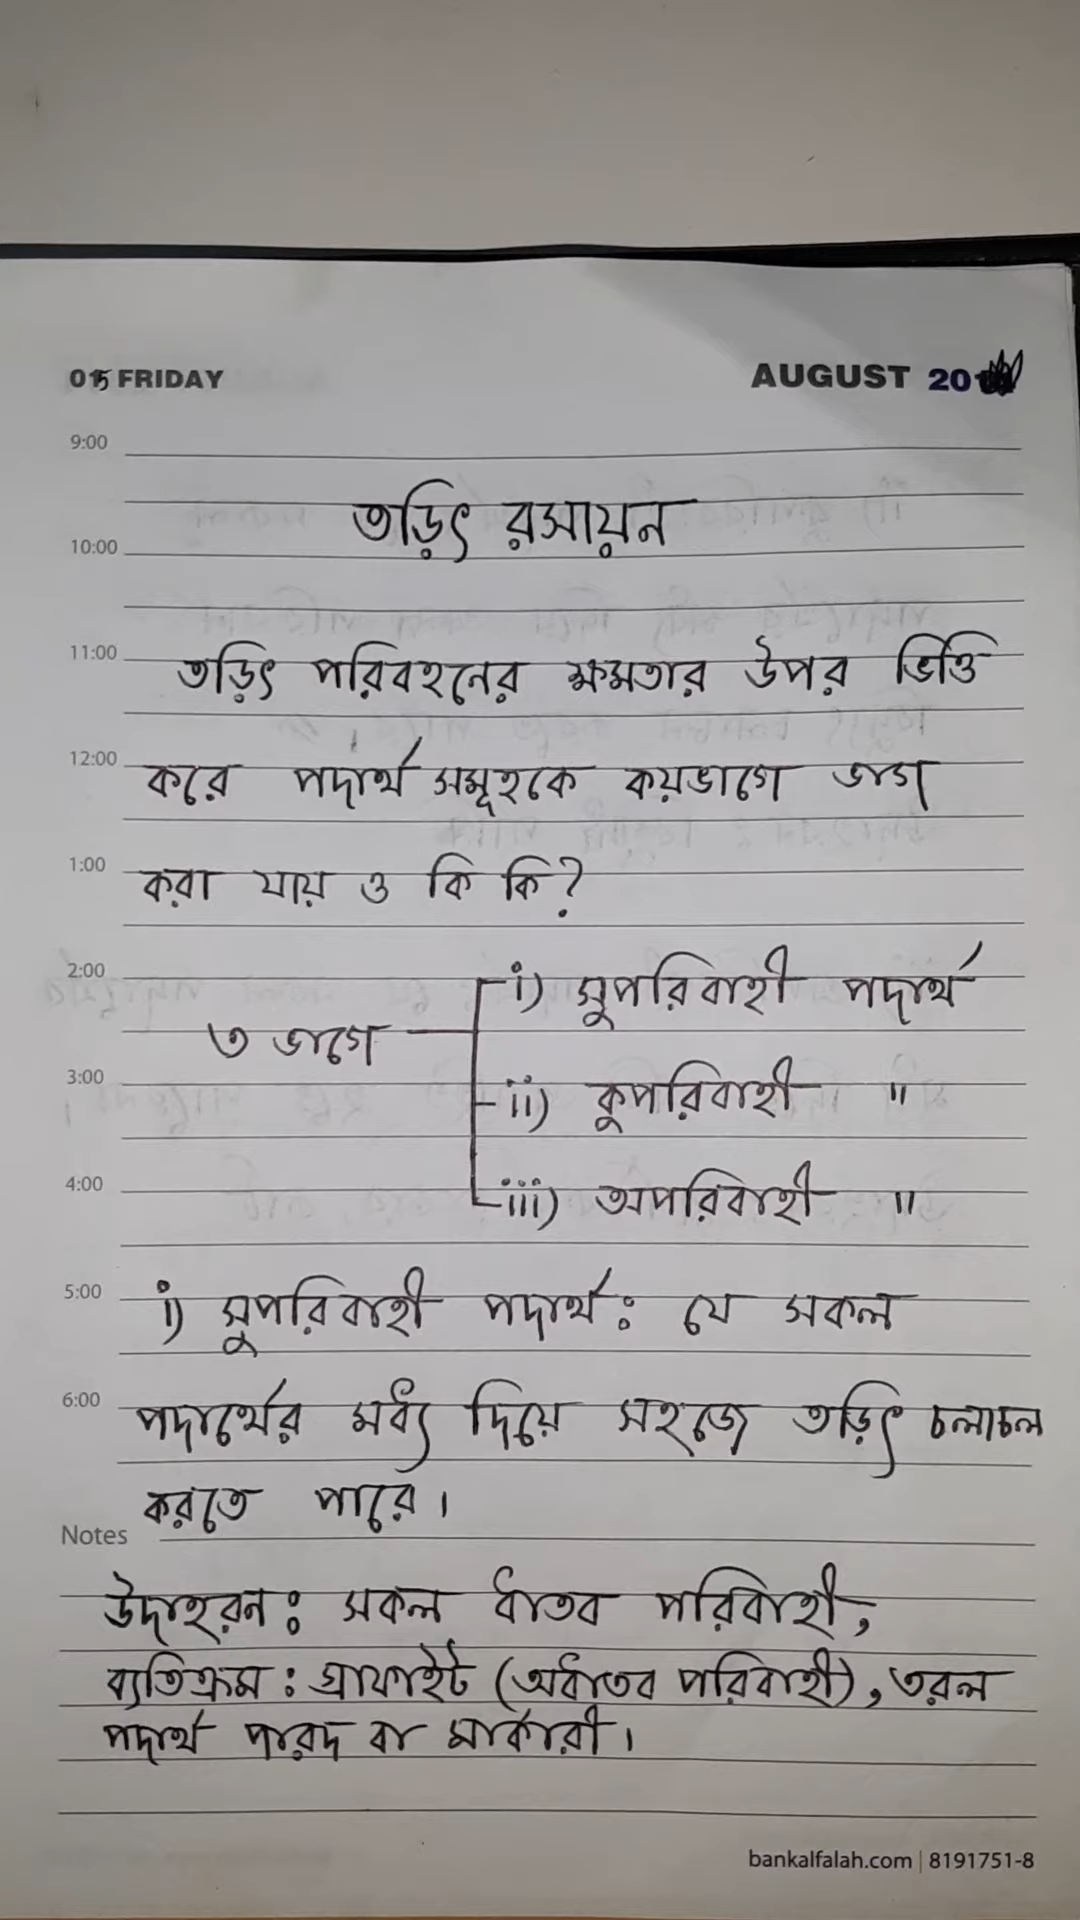 015 FRIDAY AUGUST 201
9:00
তড়িৎ রসায়ন
10:00
11:00 তড়িৎ পরিবহনের ক্ষমতার উপর ভিত্তি
12:00 করে পদার্থ সমূহকে কয়ভাগে ভাগ
1:00 করা যায় ও কি কি?
2:00 i) সুপরিবাহী পদার্থ
৩ ভাগে
3:00 ii) কুপরিবাহী "
4:00 iii) অপরিবাহী "
5:00 i) সুপরিবাহী পদার্থ: যে সকল
6:00 পদার্থের মধ্য দিয়ে সহজে তড়িৎ চলাচল
করতে পারে।
Notes
উদাহরন: সকল ধাতব পরিবাহী,
ব্যতিক্রম: গ্রাফাইট (অধাতব পরিবাহী), তরল
পদার্থ পারদ বা মার্কারী।
bankalfalah.com | 8191751-8